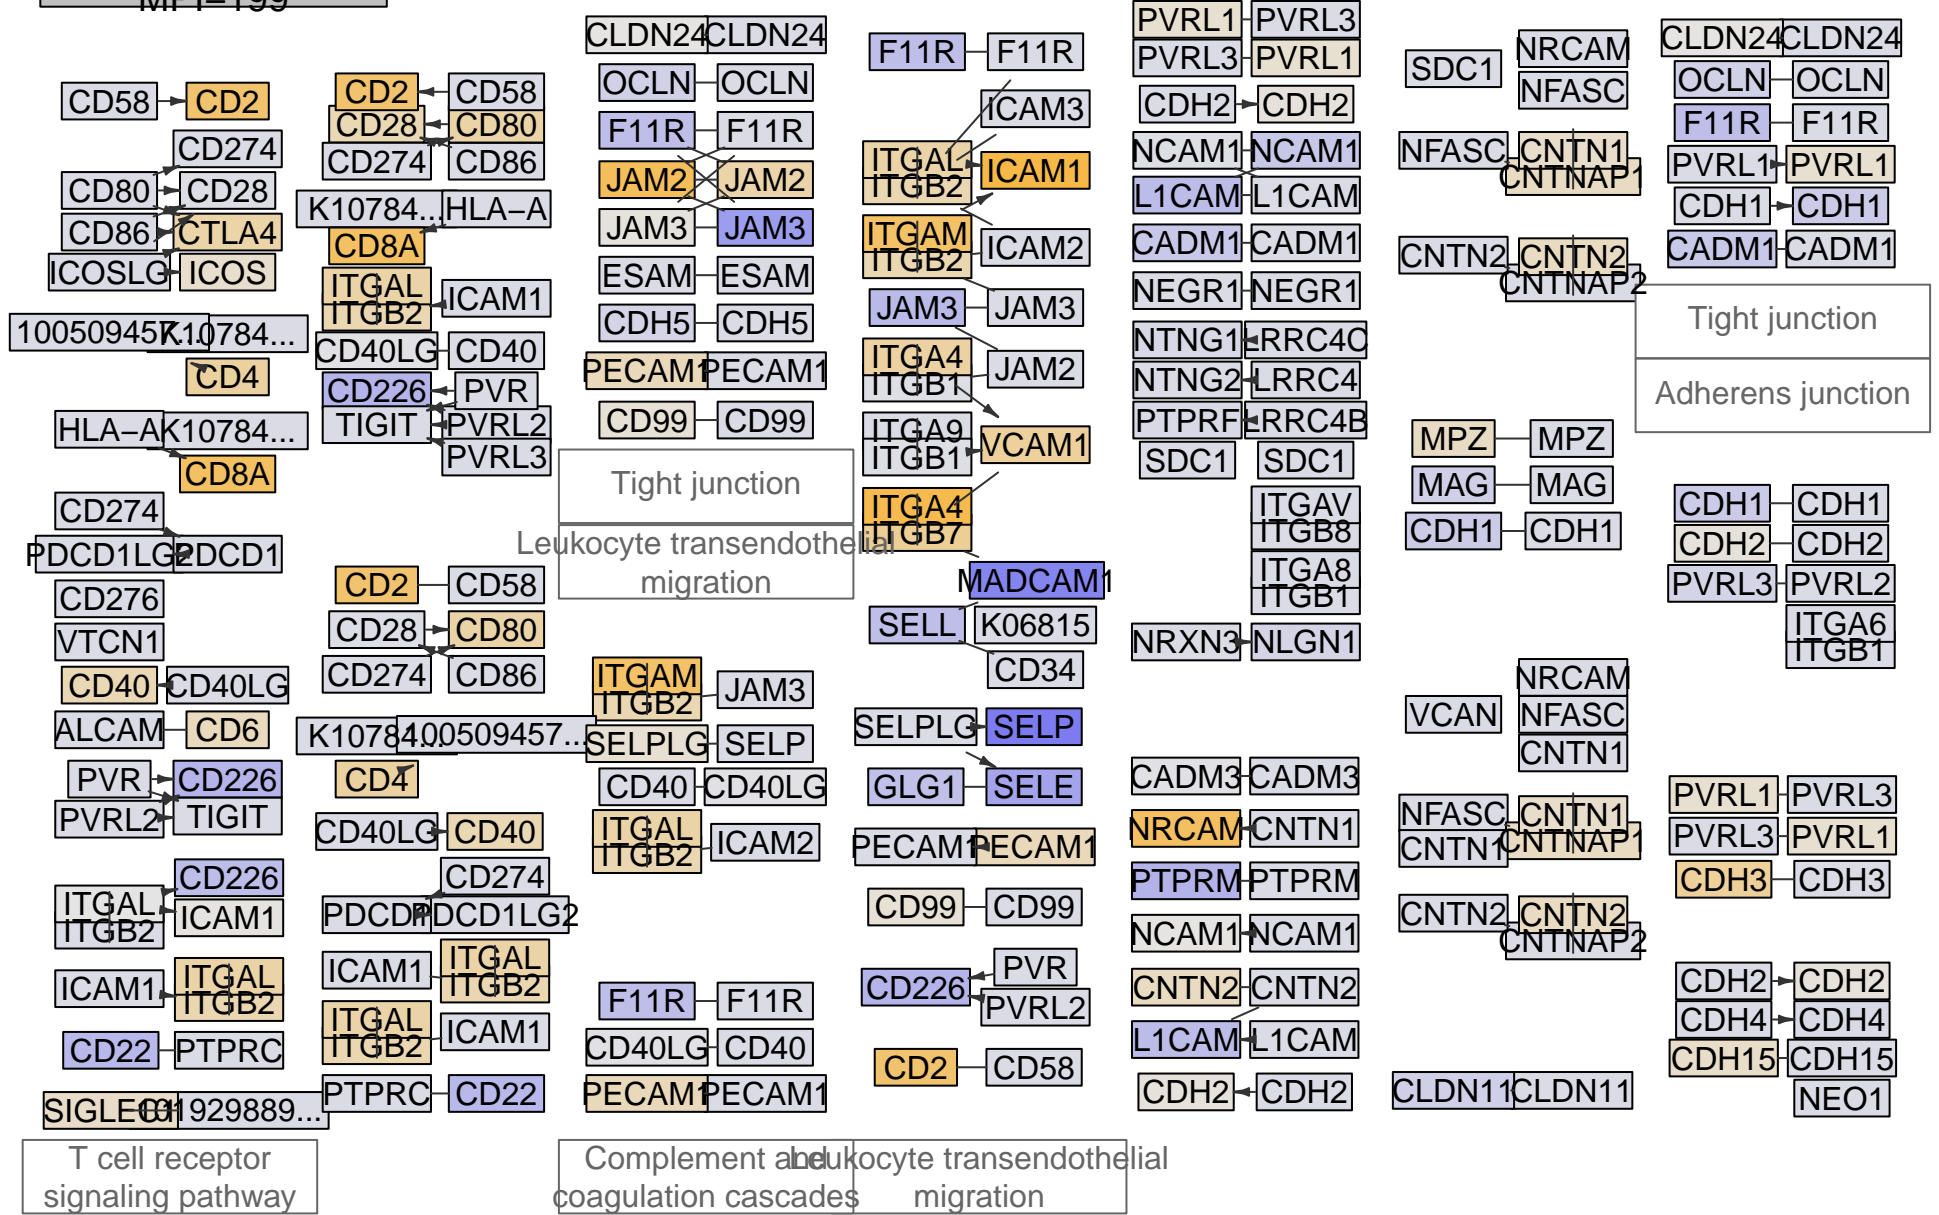 MPI−199
CD58
CD2
CD274
CD80
CD28
CD86
CTLA4
ICOSLG
ICOS
100509457...
K10784...
CD4
HLA−A
K10784...
CD8A
CD274
PDCD1LG2
PDCD1
CD276
VTCN1
CD40
CD40LG
ALCAM
CD6
PVR
CD226
PVRL2
TIGIT
CD226
ITGAL
ITGB2
ICAM1
ICAM1
ITGAL
ITGB2
CD22
PTPRC
SIGLEC1
101929889...
T cell receptor
signaling pathway
CD2
CD58
CD28
CD80
CD274
CD86
K10784...
HLA−A
CD8A
ITGAL
ITGB2
ICAM1
CD40LG
CD40
CD226
PVR
TIGIT
PVRL2
PVRL3
CD2
CD58
CD28
CD80
CD274
CD86
K10784...
100509457...
CD4
CD40LG
CD40
CD274
PDCD1
PDCD1LG2
ICAM1
ITGAL
ITGB2
ITGAL
ITGB2
ICAM1
PTPRC
CD22
CLDN24
CLDN24
OCLN
OCLN
F11R
F11R
JAM2
JAM2
JAM3
JAM3
ESAM
ESAM
CDH5
CDH5
PECAM1
PECAM1
CD99
CD99
Tight junction
Leukocyte transendothelial
migration
ITGAM
ITGB2
JAM3
SELPLG
SELP
CD40
CD40LG
ITGAL
ITGB2
ICAM2
F11R
F11R
CD40LG
CD40
PECAM1
PECAM1
Complement and
coagulation cascades
F11R
F11R
ICAM3
ITGAL
ITGB2
ICAM1
ITGAM
ITGB2
ICAM2
JAM3
JAM3
ITGA4
ITGB1
JAM2
ITGA9
ITGB1
VCAM1
ITGA4
ITGB7
MADCAM1
SELL
K06815
CD34
SELPLG
SELP
GLG1
SELE
PECAM1
PECAM1
CD99
CD99
PVR
CD226
PVRL2
CD2
CD58
Leukocyte transendothelial
migration
PVRL1
PVRL3
PVRL3
PVRL1
CDH2
CDH2
NCAM1
NCAM1
L1CAM
L1CAM
CADM1
CADM1
NEGR1
NEGR1
NTNG1
LRRC4C
NTNG2
LRRC4
PTPRF
LRRC4B
SDC1
SDC1
ITGAV
ITGB8
ITGA8
ITGB1
NRXN3
NLGN1
CADM3
CADM3
NRCAM
CNTN1
PTPRM
PTPRM
NCAM1
NCAM1
CNTN2
CNTN2
L1CAM
L1CAM
CDH2
CDH2
SDC1
NRCAM
NFASC
NFASC
CNTN1
CNTNAP1
CNTN2
CNTN2
CNTNAP2
MPZ
MPZ
MAG
MAG
CDH1
CDH1
VCAN
NRCAM
NFASC
CNTN1
NFASC
CNTN1
CNTN1
CNTNAP1
CNTN2
CNTN2
CNTNAP2
CLDN11
CLDN11
CLDN24
CLDN24
OCLN
OCLN
F11R
F11R
PVRL1
PVRL1
CDH1
CDH1
CADM1
CADM1
Tight junction
Adherens junction
CDH1
CDH1
CDH2
CDH2
PVRL3
PVRL2
ITGA6
ITGB1
PVRL1
PVRL3
PVRL3
PVRL1
CDH3
CDH3
CDH2
CDH2
CDH4
CDH4
CDH15
CDH15
NEO1